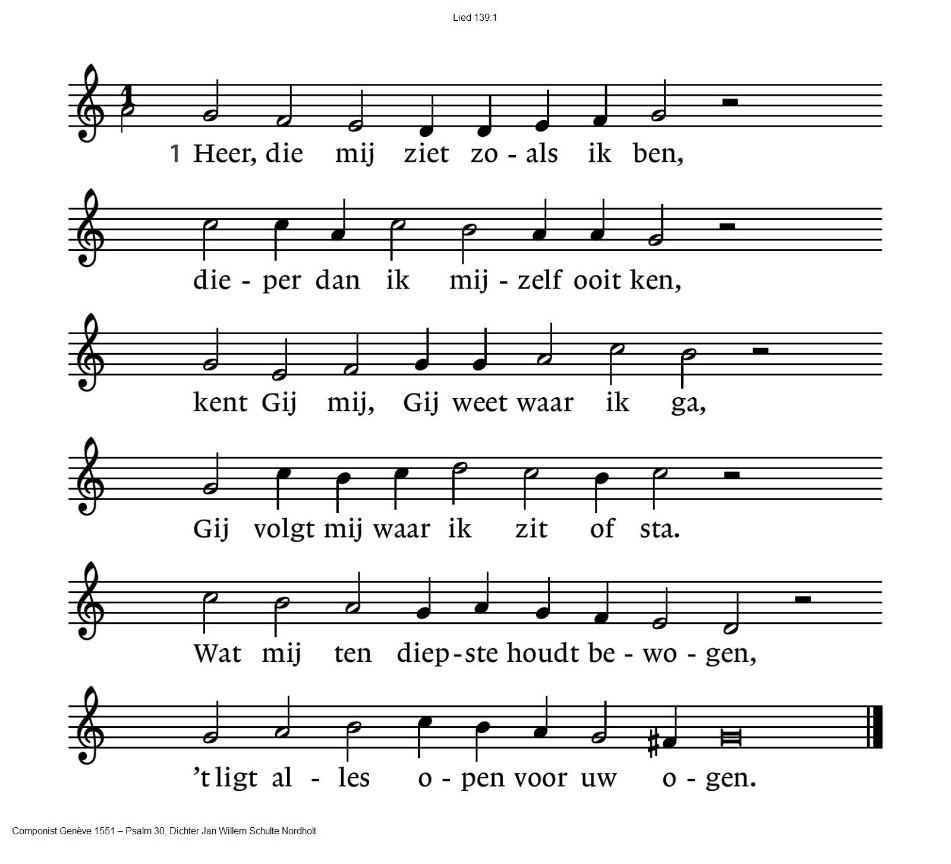 Lied 139:1
1
1 Heer, die mij ziet zo - als ik ben,
die - per dan ik mij - zelf ooit ken,
kent Gij mij, Gij weet waar ik ga,
Gij volgt mij waar ik zit of sta.
Wat mij ten diep - ste houdt be - wo - gen,
’t ligt al - les o - pen voor uw o - gen.
Componist Genève 1551 – Psalm 30, Dichter Jan Willem Schulte Nordholt